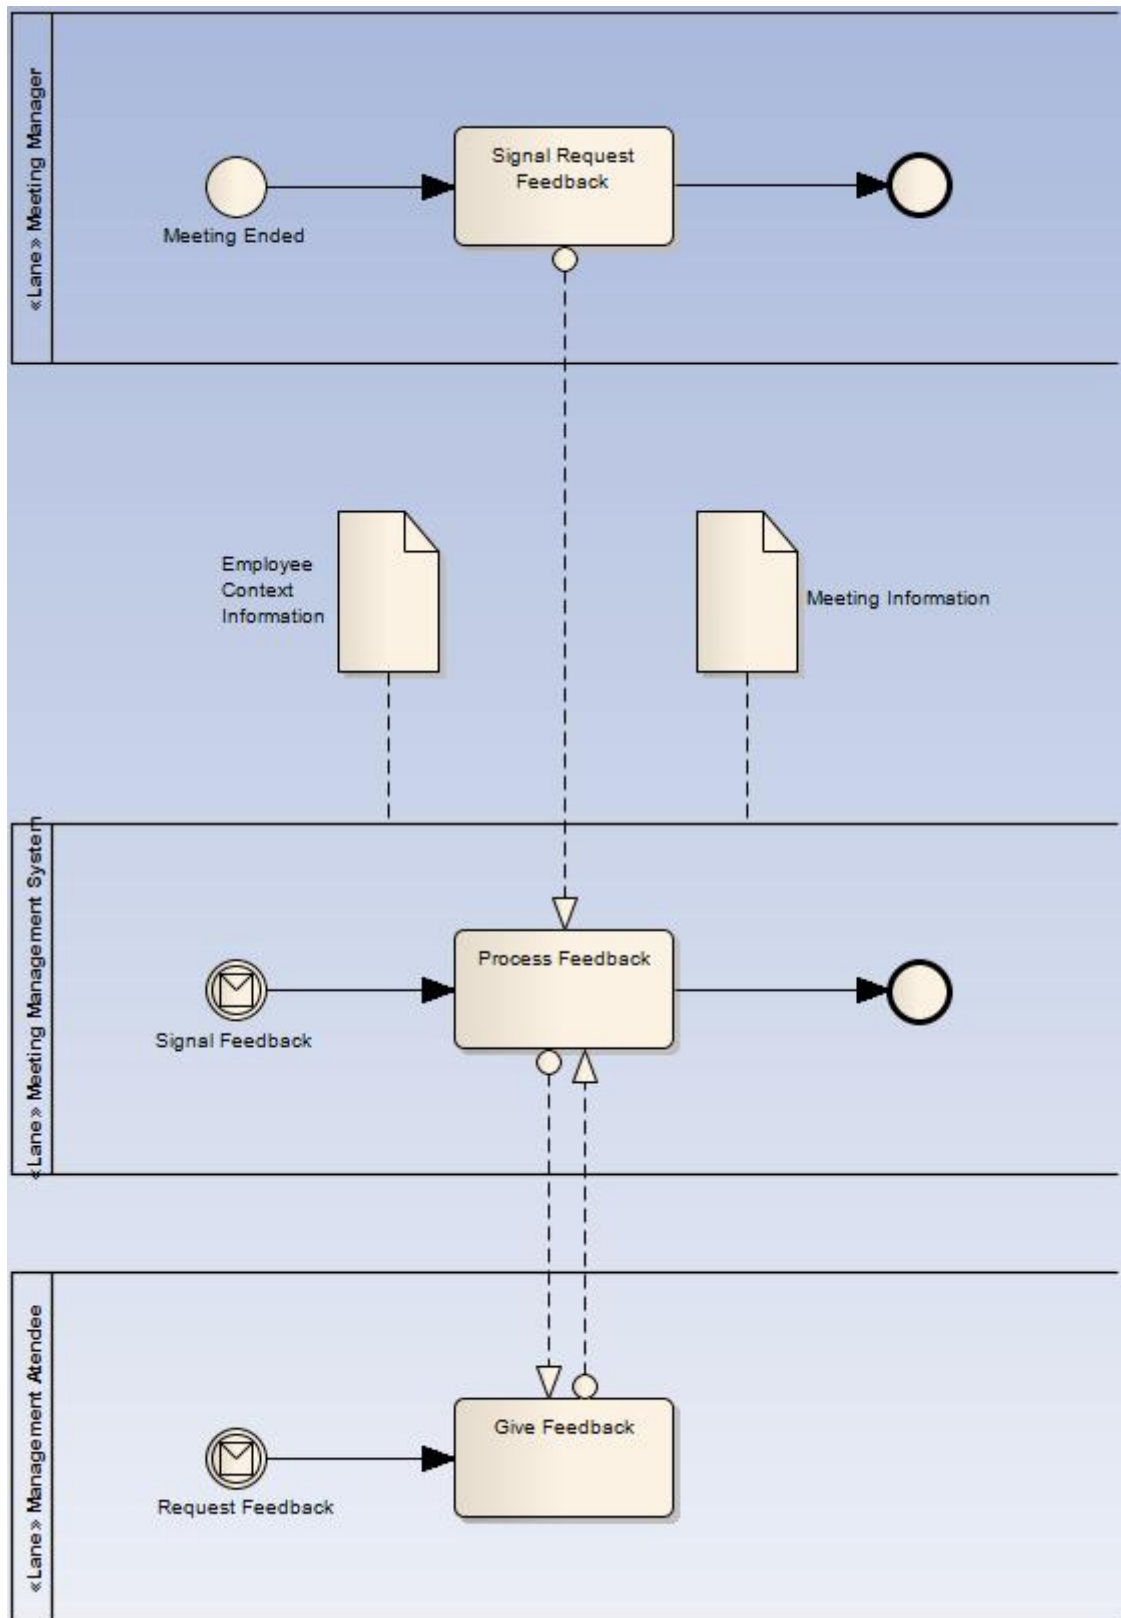 «Lane» Meeting Manager
Signal Request
Feedback
Meeting Ended
Employee
Context
Information
Meeting Information
«Lane» Meeting Management System
Process Feedback
Signal Feedback
«Lane» Management Atendee
Give Feedback
Request Feedback